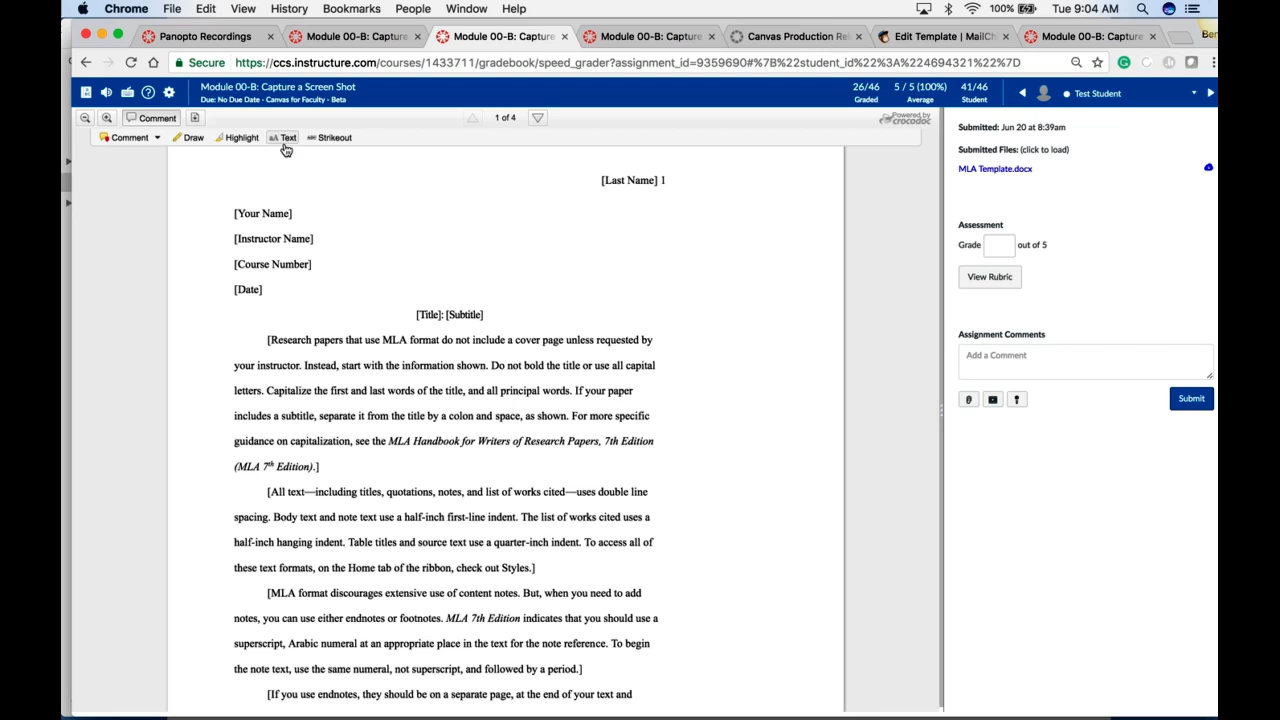 Chrome File Edit View History Bookmarks People Window Help 100% Tue 9:04 AM
Panopto Recordings Module 00-B: Capture Module 00-B: Capture Module 00-B: Capture Canvas Production Rel Edit Template | MailChi Module 00-B: Capture Ben
Secure https://ccs.instructure.com/courses/1433711/gradebook/speed_grader?assignment_id=9359690#%7B%22student_id%22%3A%224694321%22%7D
Module 00-B: Capture a Screen Shot
Due: No Due Date - Canvas for Faculty - Beta
26/46 5 / 5 (100%) 41/46
Graded Average Student
Test Student
Comment 1 of 4 Powered by crocodoc
Comment Draw Highlight aA Text Strikeout
[Last Name] 1
[Your Name]
[Instructor Name]
[Course Number]
[Date]
[Title]: [Subtitle]
[Research papers that use MLA format do not include a cover page unless requested by
your instructor. Instead, start with the information shown. Do not bold the title or use all capital
letters. Capitalize the first and last words of the title, and all principal words. If your paper
includes a subtitle, separate it from the title by a colon and space, as shown. For more specific
guidance on capitalization, see the MLA Handbook for Writers of Research Papers, 7th Edition
(MLA 7th Edition).]
[All text—including titles, quotations, notes, and list of works cited—uses double line
spacing. Body text and note text use a half-inch first-line indent. The list of works cited uses a
half-inch hanging indent. Table titles and source text use a quarter-inch indent. To access all of
these text formats, on the Home tab of the ribbon, check out Styles.]
[MLA format discourages extensive use of content notes. But, when you need to add
notes, you can use either endnotes or footnotes. MLA 7th Edition indicates that you should use a
superscript, Arabic numeral at an appropriate place in the text for the note reference. To begin
the note text, use the same numeral, not superscript, and followed by a period.]
[If you use endnotes, they should be on a separate page, at the end of your text and
Submitted: Jun 20 at 8:39am
Submitted Files: (click to load)
MLA Template.docx
Assessment
Grade out of 5
View Rubric
Assignment Comments
Add a Comment
Submit